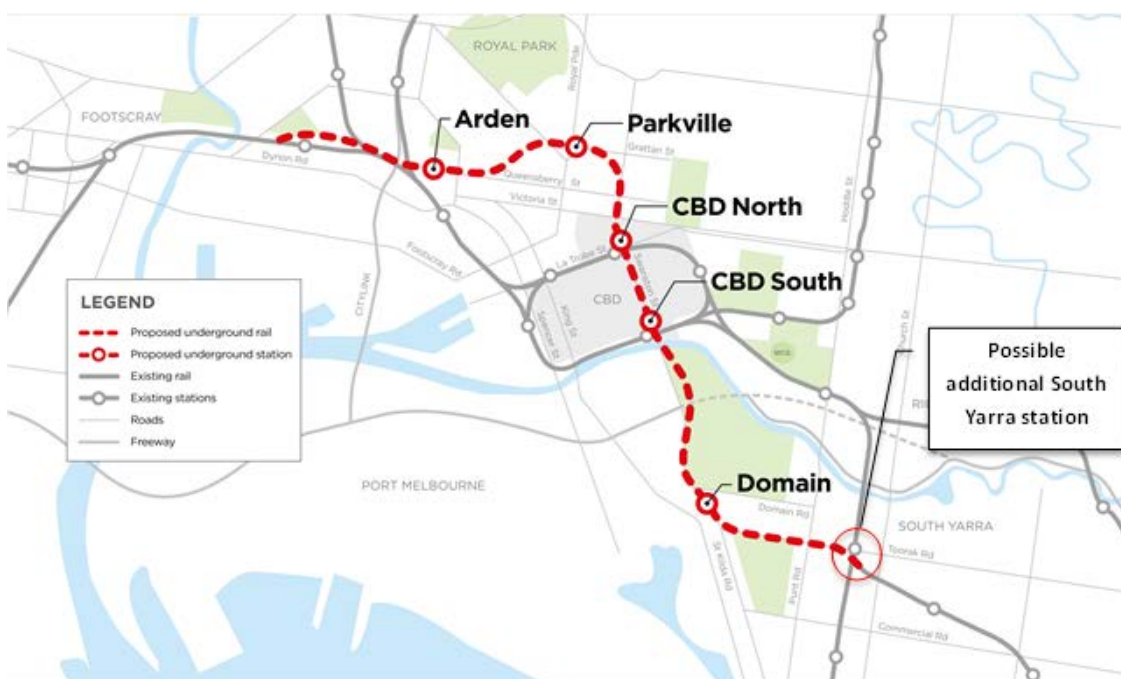 ROYAL PARK
Royal Pde
FOOTSCRAY
Arden
Parkville
Grattan St
Dynon Rd
Queensberry St
Victoria St
Hoddle St
CBD North
Footscray Rd
La Trobe St
CBD South
Swanston St
CBD
CITYLINK
King St
Spencer St
MCG
Church St
LEGEND
Proposed underground rail
Proposed underground station
Existing rail
Existing stations
Roads
Freeway
Possible
additional South
Yarra station
PORT MELBOURNE
Domain
Domain Rd
SOUTH YARRA
Toorak Rd
St Kilda Rd
Punt Rd
Commercial Rd